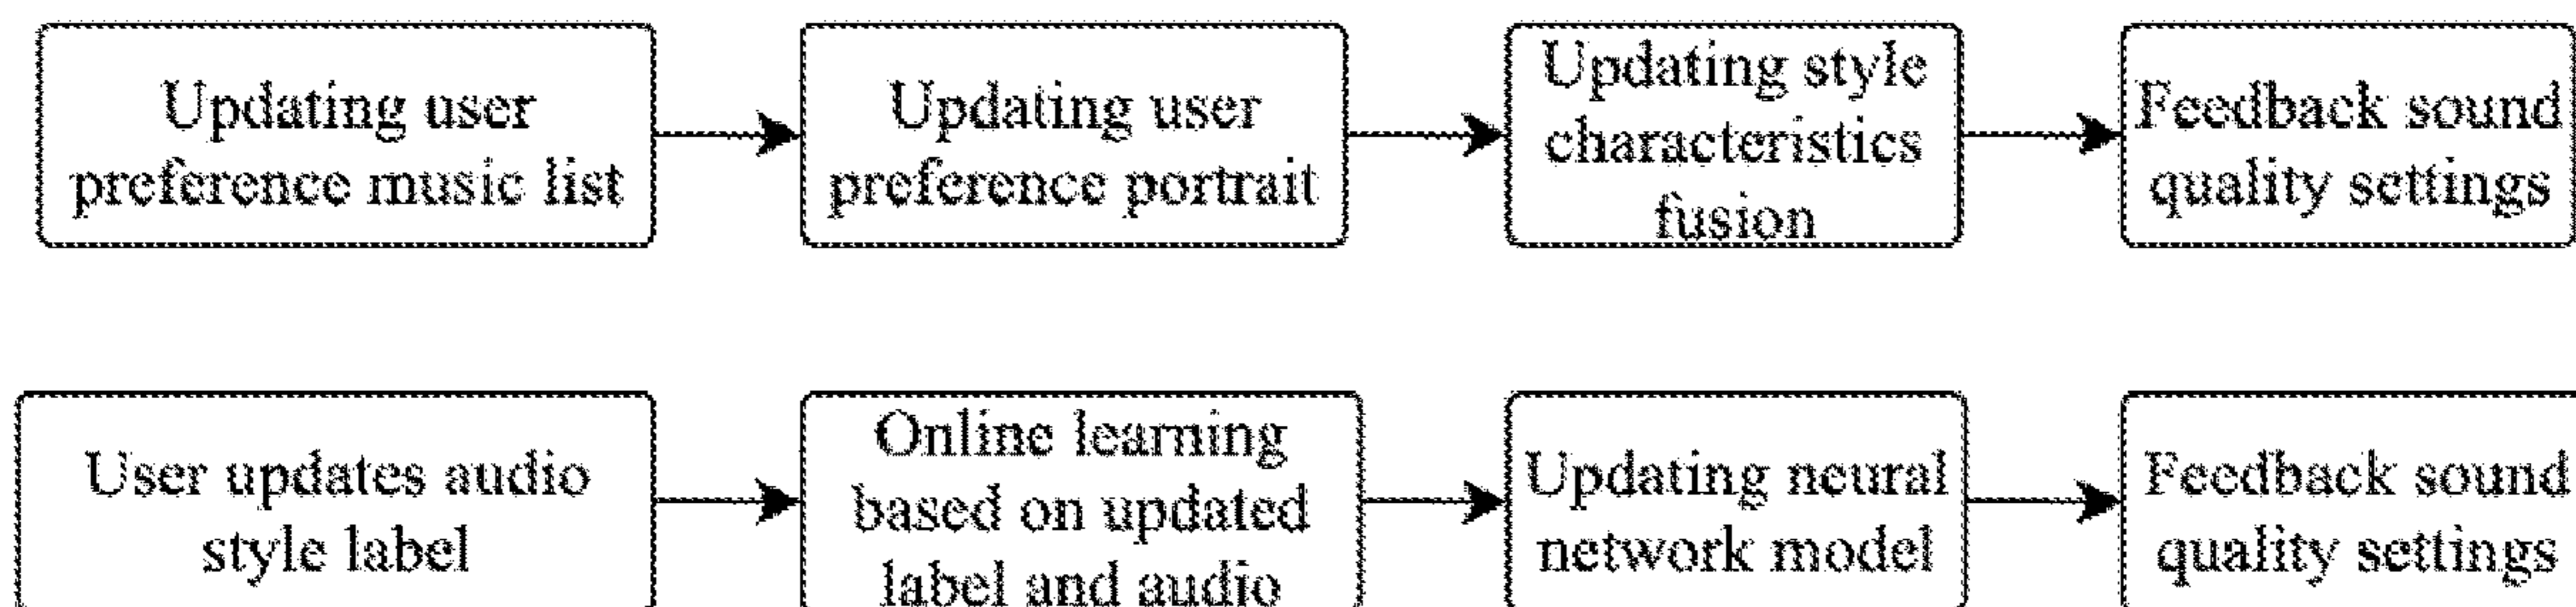 Updating user
preference music list
Updating user
preference portrait
Updating style
characteristics
fusion
Feedback sound
quality settings
User updates audio
style label
Online learning
based on updated
label and audio
Updating neural
network model
Feedback sound
quality settings